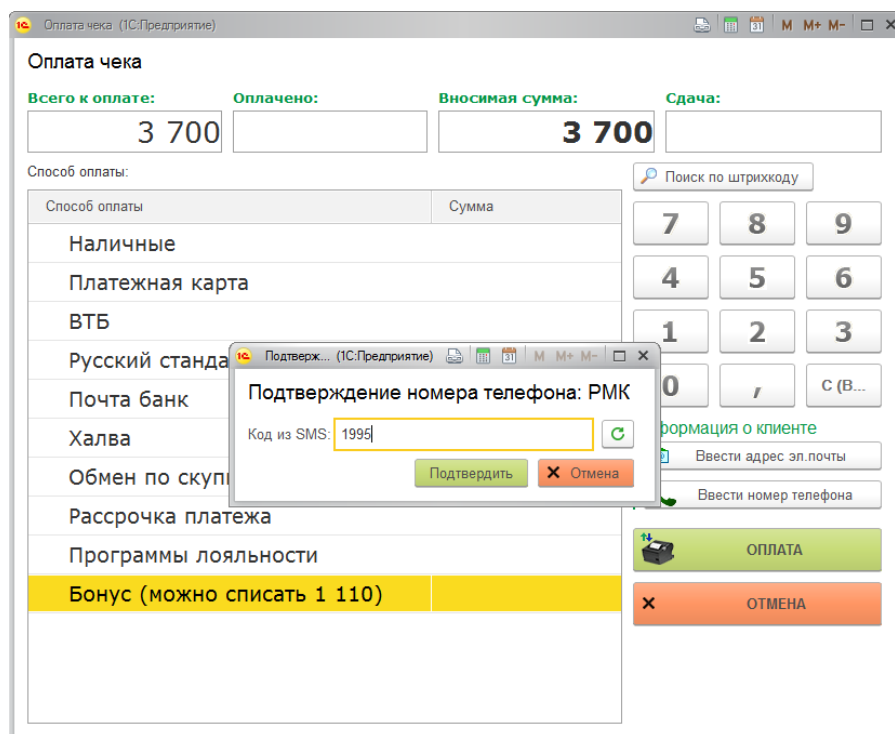 Оплата чека (1С:Предприятие)
31 M M+ M-
Оплата чека
Всего к оплате: Оплачено: Вносимая сумма: Сдача:
3 700 3 700
Способ оплаты:
Поиск по штрихкоду
Способ оплаты Сумма
7 8 9
Наличные
Платежная карта
4 5 6
ВТБ
1 2 3
Русский станда
Подтверж... (1С:Предприятие) 31 M M+ M-
Подтверждение номера телефона: РМК
Код из SMS: 1995
Подтвердить Отмена
0 , С (В...
Почта банк
Халва
формация о клиенте
Ввести адрес эл.почты
Обмен по скупк
Ввести номер телефона
Рассрочка платежа
Программы лояльности
ОПЛАТА
Бонус (можно списать 1 110)
ОТМЕНА